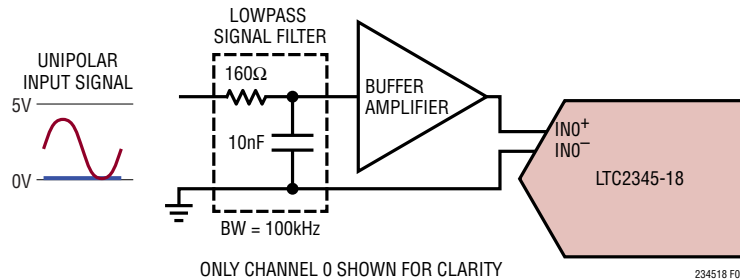 LOWPASS
SIGNAL FILTER
UNIPOLAR
INPUT SIGNAL
5V
0V
160Ω
10nF
BUFFER
AMPLIFIER
IN0+
IN0−
LTC2345-18
BW = 100kHz
ONLY CHANNEL 0 SHOWN FOR CLARITY
234518 F0